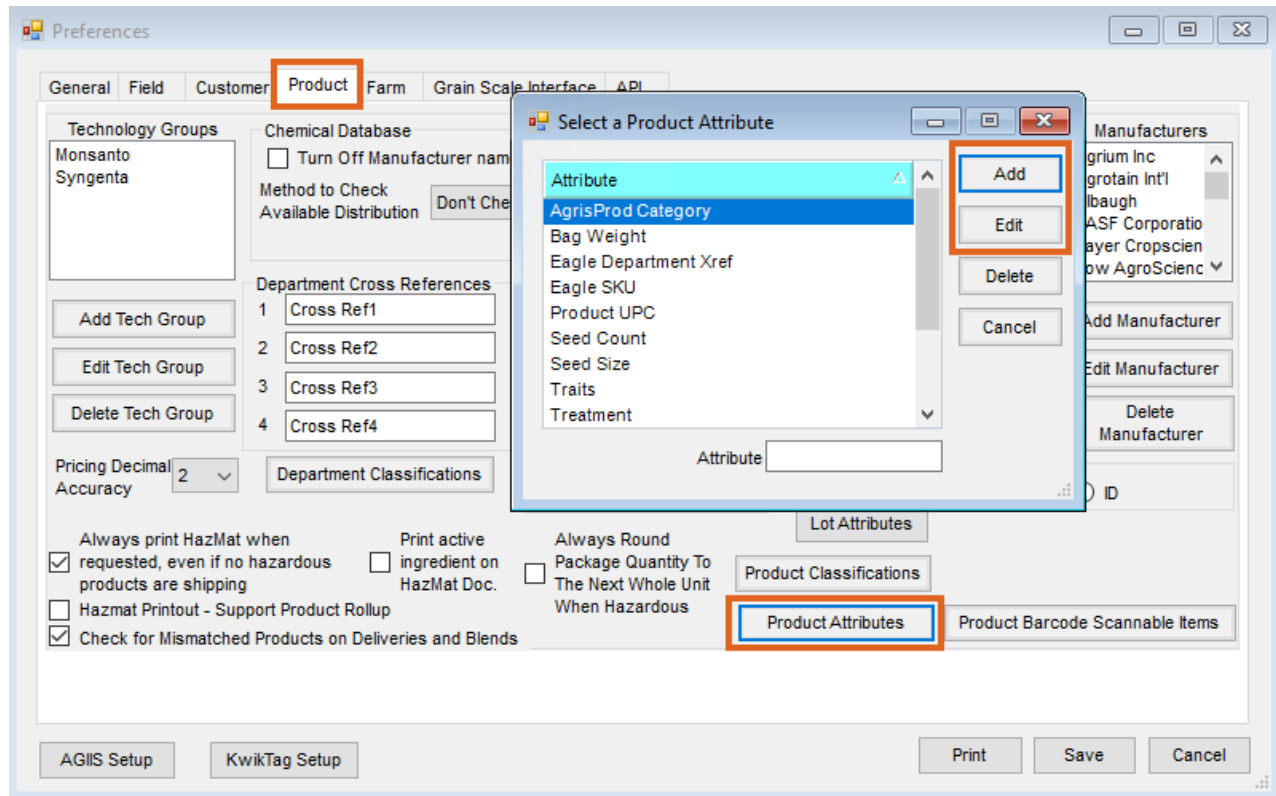 Preferences
General Field Customer Product Farm Grain Scale Interface API
Technology Groups
Monsanto
Syngenta
Add Tech Group
Edit Tech Group
Delete Tech Group
Pricing Decimal
Accuracy
2
Chemical Database
Turn Off Manufacturer nam
Method to Check
Available Distribution
Don't Che
Department Cross References
1 Cross Ref1
2 Cross Ref2
3 Cross Ref3
4 Cross Ref4
Department Classifications
Select a Product Attribute
Attribute
AgrisProd Category
Bag Weight
Eagle Department Xref
Eagle SKU
Product UPC
Seed Count
Seed Size
Traits
Treatment
Attribute
Add
Edit
Delete
Cancel
Manufacturers
grium Inc
grotain Int'l
lbaugh
ASF Corporatio
ayer Cropscien
ow AgroScienc
Add Manufacturer
Edit Manufacturer
Delete
Manufacturer
ID
Always print HazMat when
requested, even if no hazardous
products are shipping
Print active
ingredient on
HazMat Doc.
Always Round
Package Quantity To
The Next Whole Unit
When Hazardous
Hazmat Printout - Support Product Rollup
Check for Mismatched Products on Deliveries and Blends
Lot Attributes
Product Classifications
Product Attributes
Product Barcode Scannable Items
AGIIS Setup
KwikTag Setup
Print
Save
Cancel